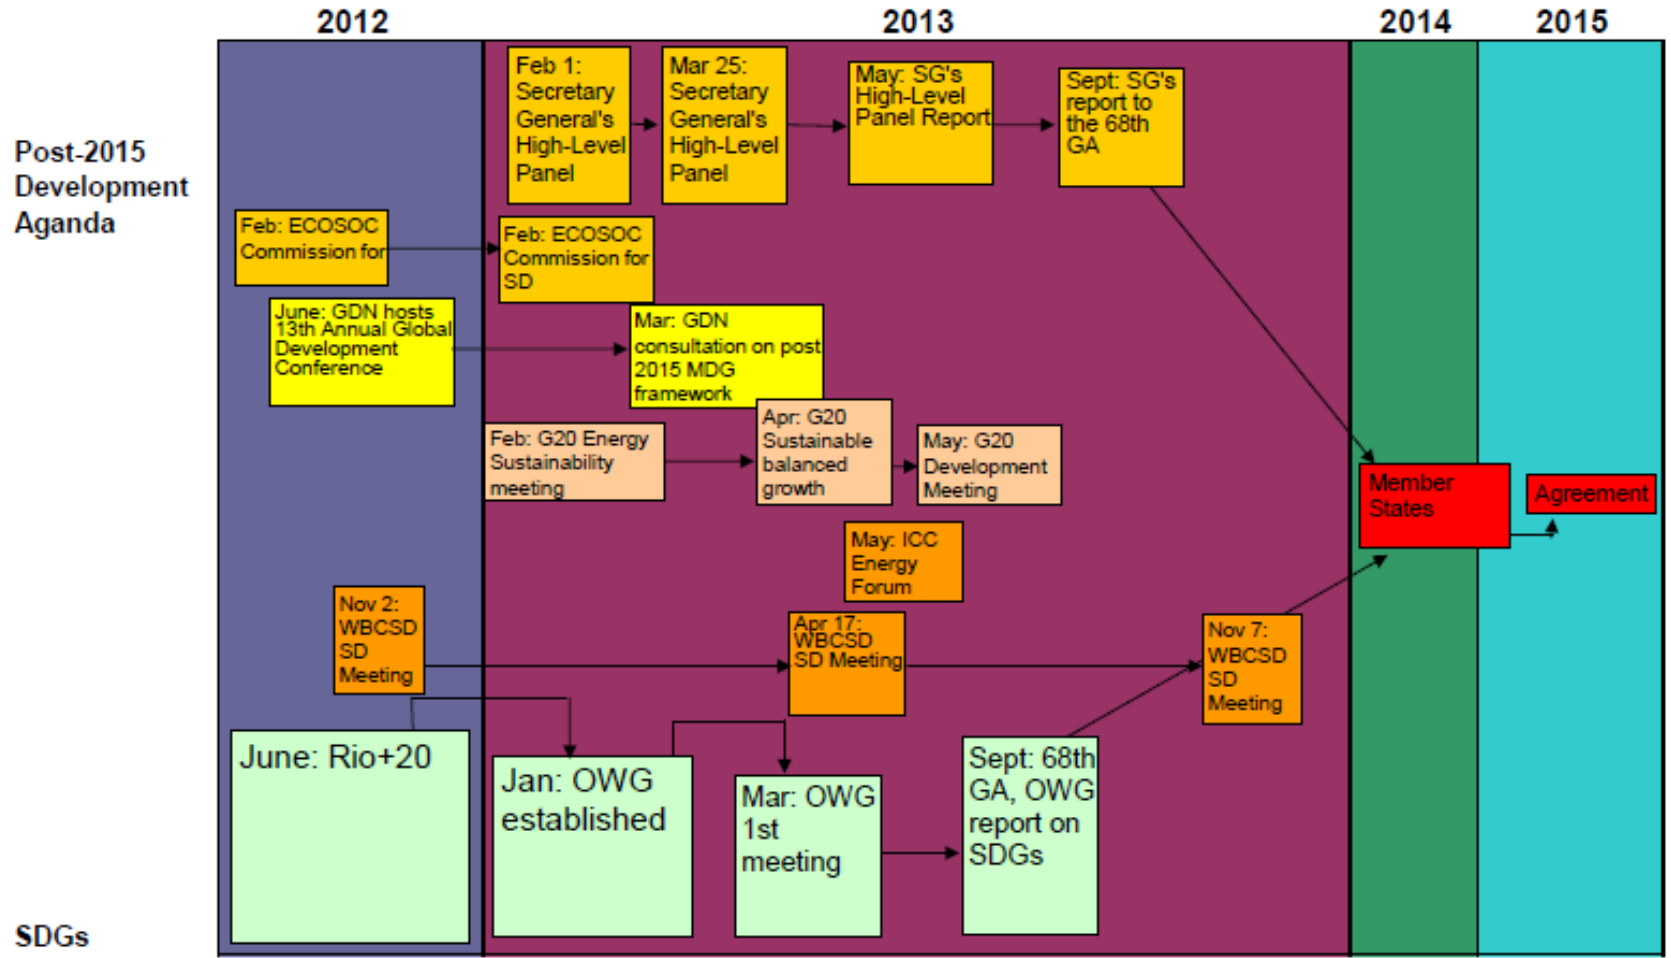 2012
2013
2014
2015
Post-2015
Development
Aganda
Feb 1:
Secretary
General's
High-Level
Panel
Mar 25:
Secretary
General's
High-Level
Panel
May: SG's
High-Level
Panel Report
Sept: SG's
report to
the 68th
GA
Feb: ECOSOC
Commission for
Feb: ECOSOC
Commission for
SD
June: GDN hosts
13th Annual Global
Development
Conference
Mar: GDN
consultation on post
2015 MDG
framework
Feb: G20 Energy
Sustainability
meeting
Apr: G20
Sustainable
balanced
growth
May: G20
Development
Meeting
Member
States
Agreement
May: ICC
Energy
Forum
Nov 2:
WBCSD
SD
Meeting
Apr 17:
WBCSD
SD Meeting
Nov 7:
WBCSD
SD
Meeting
June: Rio+20
Jan: OWG
established
Mar: OWG
1st
meeting
Sept: 68th
GA, OWG
report on
SDGs
SDGs